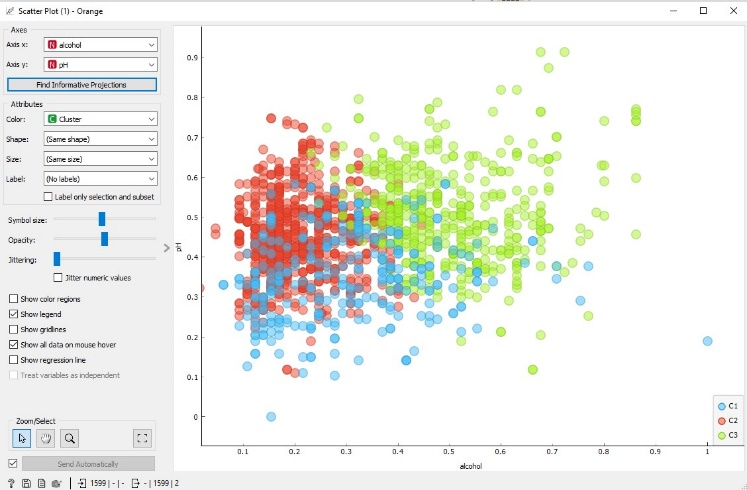 Scatter Plot (1) - Orange
Axes
Axis x: N alcohol
Axis y: N pH
Find Informative Projections
Attributes
Color: C Cluster
Shape: (Same shape)
Size: (Same size)
Label: (No labels)
Label only selection and subset
Symbol size:
Opacity:
Jittering:
Jitter numeric values
Show color regions
Show legend
Show gridlines
Show all data on mouse hover
Show regression line
Treat variables as independent
Zoom/Select
Send Automatically
? 1599 | - | - - | 1599 | 2
pH
0.9
0.8
0.7
0.6
0.5
0.4
0.3
0.2
0.1
0
0.1 0.2 0.3 0.4 0.5 0.6 0.7 0.8 0.9 1
alcohol
C1
C2
C3